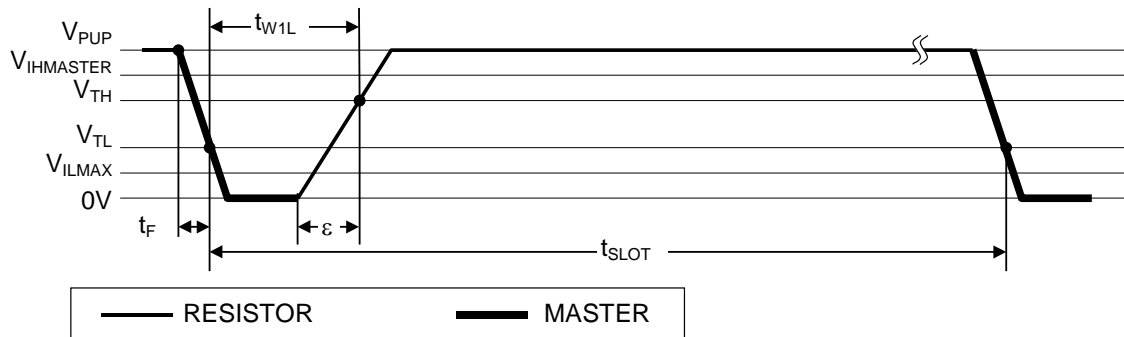 t_W1L
V_PUP
V_IHMASTER
V_TH
V_TL
V_ILMAX
0V
t_F
ε
t_SLOT
RESISTOR
MASTER